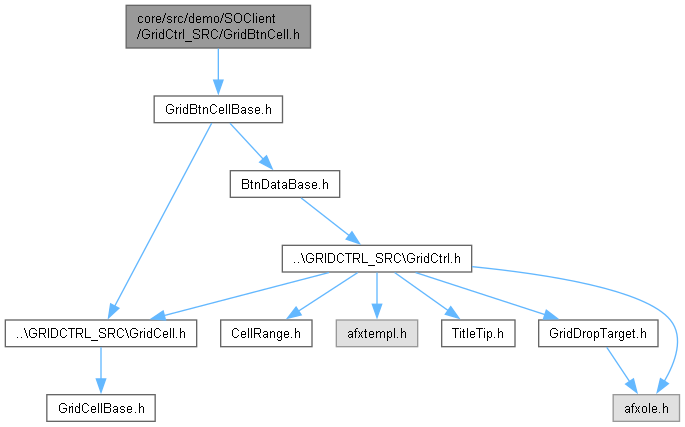 core/src/demo/SOClient
/GridCtrl_SRC/GridBtnCell.h
GridBtnCellBase.h
BtnDataBase.h
..\GRIDCTRL_SRC\GridCtrl.h
..\GRIDCTRL_SRC\GridCell.h
CellRange.h
afxtempl.h
TitleTip.h
GridDropTarget.h
GridCellBase.h
afxole.h